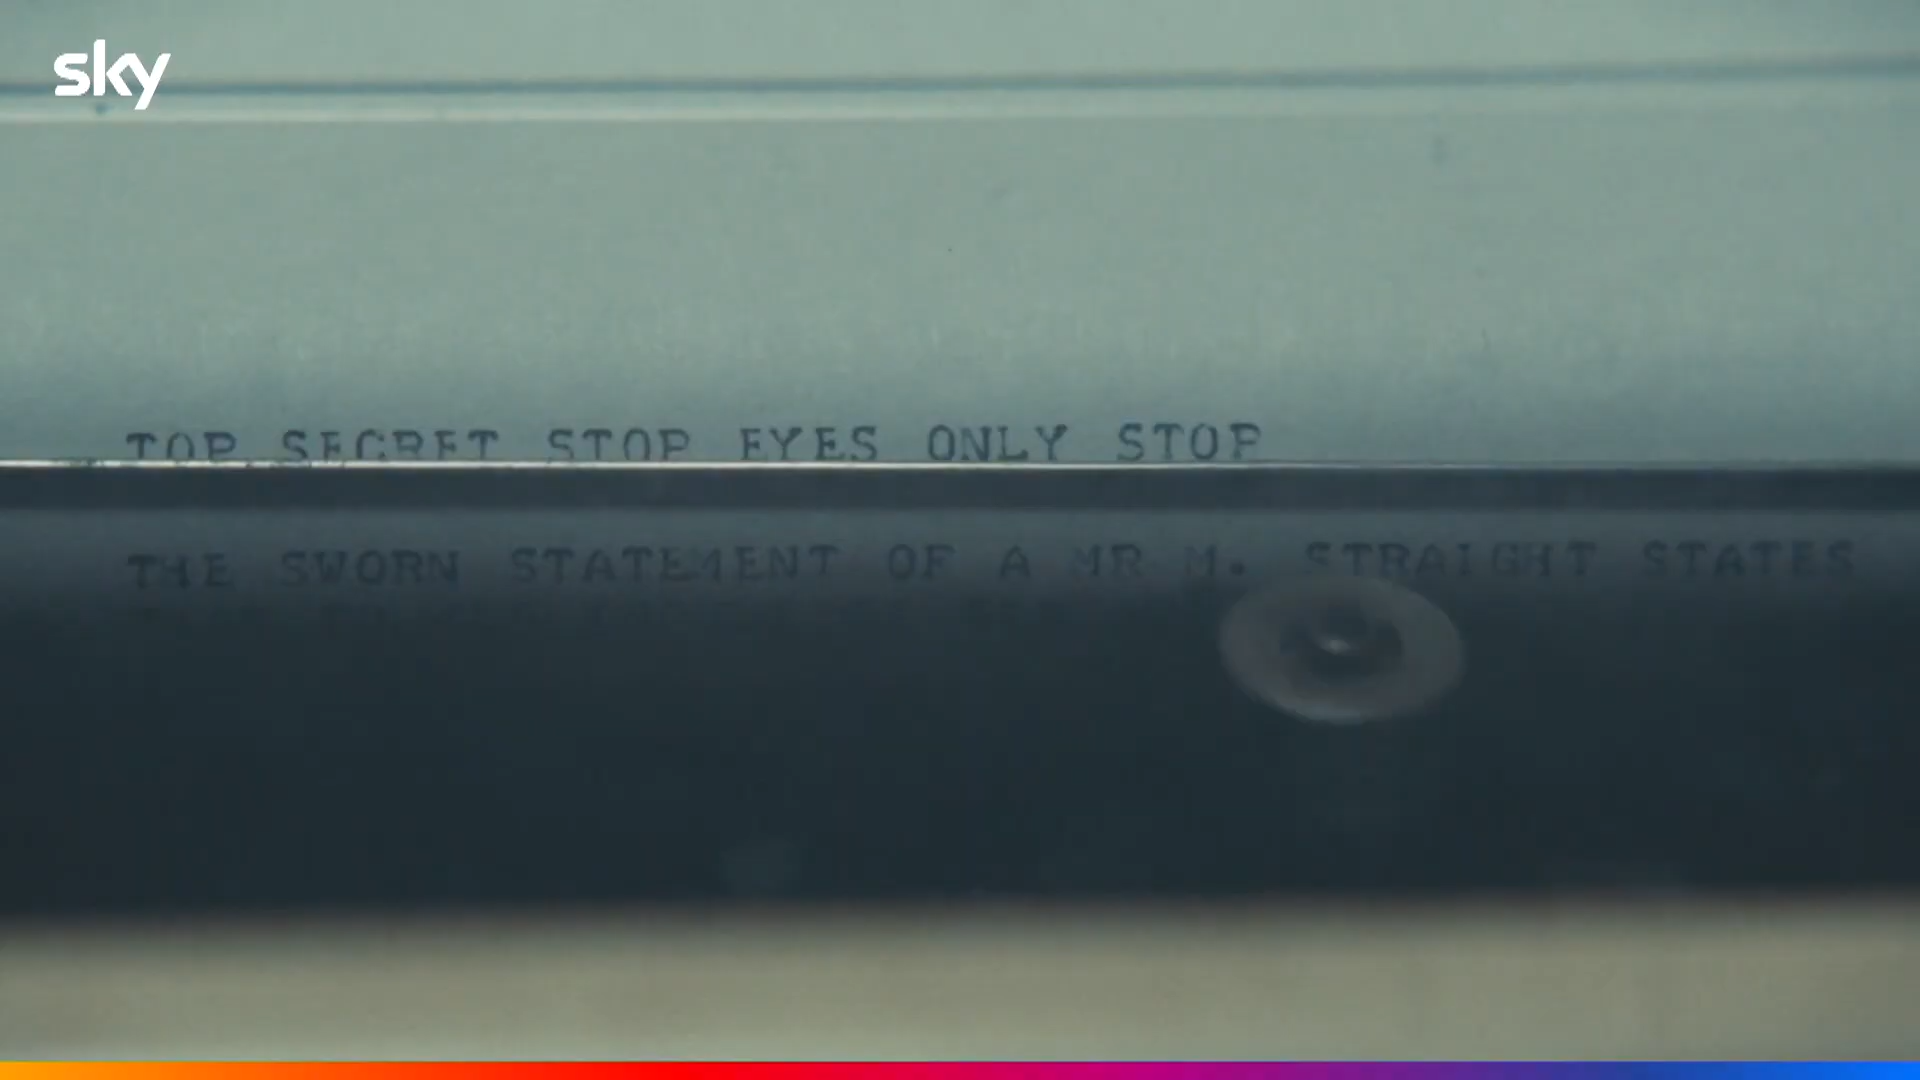 sky
TOP SECRET STOP EYES ONLY STOP
THE SWORN STATEMENT OF A MR M. STRAIGHT STATES